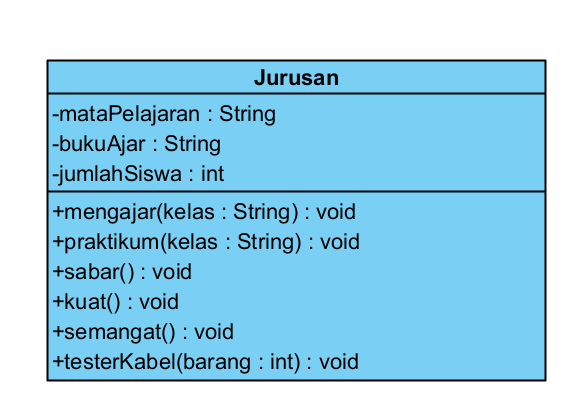 Jurusan
-mataPelajaran : String
-bukuAjar : String
-jumlahSiswa : int
+mengajar(kelas : String) : void
+praktikum(kelas : String) : void
+sabar() : void
+kuat() : void
+semangat() : void
+testerKabel(barang : int) : void